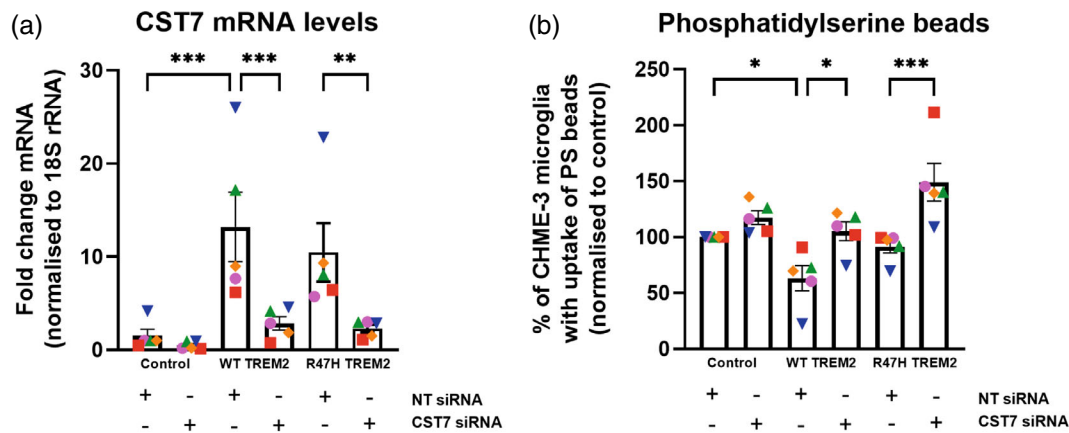 (a) CST7 mRNA levels
*** *** **
Fold change mRNA
(normalised to 18S rRNA)
30
20
10
0
Control WT TREM2 R47H TREM2
+ - + - + - NT siRNA
- + - + - + CST7 siRNA
(b) Phosphatidylserine beads
* * ***
% of CHME-3 microglia
with uptake of PS beads
(normalised to control)
250
200
150
100
50
0
Control WT TREM2 R47H TREM2
+ - + - + - NT siRNA
- + - + - + CST7 siRNA